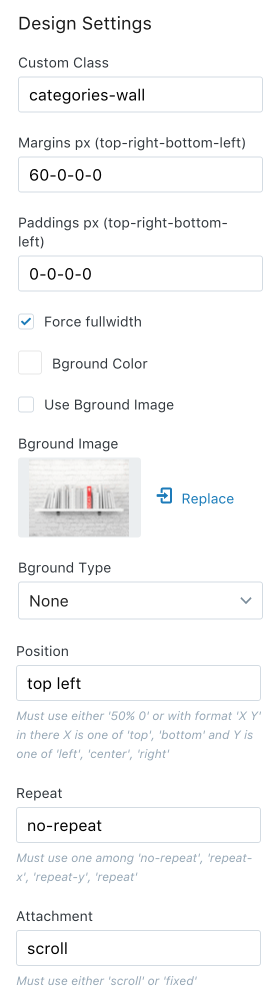 Design Settings
Custom Class
categories-wall
Margins px (top-right-bottom-left)
60-0-0-0
Paddings px (top-right-bottom-
left)
0-0-0-0
Force fullwidth
Bground Color
Use Bground Image
Bground Image
Replace
Bground Type
None
Position
top left
Must use either '50% 0' or with format 'X Y'
in there X is one of 'top', 'bottom' and Y is
one of 'left', 'center', 'right'
Repeat
no-repeat
Must use one among 'no-repeat', 'repeat-
x', 'repeat-y', 'repeat'
Attachment
scroll
Must use either 'scroll' or 'fixed'